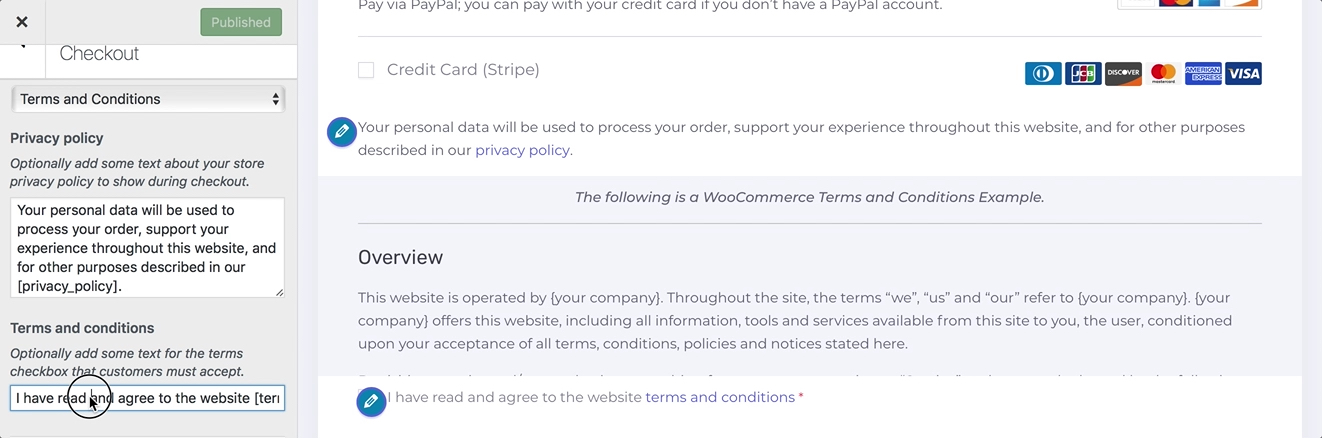 Published
Checkout
Terms and Conditions
Privacy policy
Optionally add some text about your store
privacy policy to show during checkout.
Your personal data will be used to
process your order, support your
experience throughout this website, and
for other purposes described in our
[privacy_policy].
Terms and conditions
Optionally add some text for the terms
checkbox that customers must accept.
I have read and agree to the website [terr
Pay via PayPal; you can pay with your credit card if you don't have a PayPal account.
Credit Card (Stripe)
JCB
DISCOVER
mastercard
AMERICAN EXPRESS
VISA
Your personal data will be used to process your order, support your experience throughout this website, and for other purposes
described in our privacy policy.
The following is a WooCommerce Terms and Conditions Example.
Overview
This website is operated by {your company}. Throughout the site, the terms “we”, “us” and “our” refer to {your company}. {your
company} offers this website, including all information, tools and services available from this site to you, the user, conditioned
upon your acceptance of all terms, conditions, policies and notices stated here.
I have read and agree to the website terms and conditions *